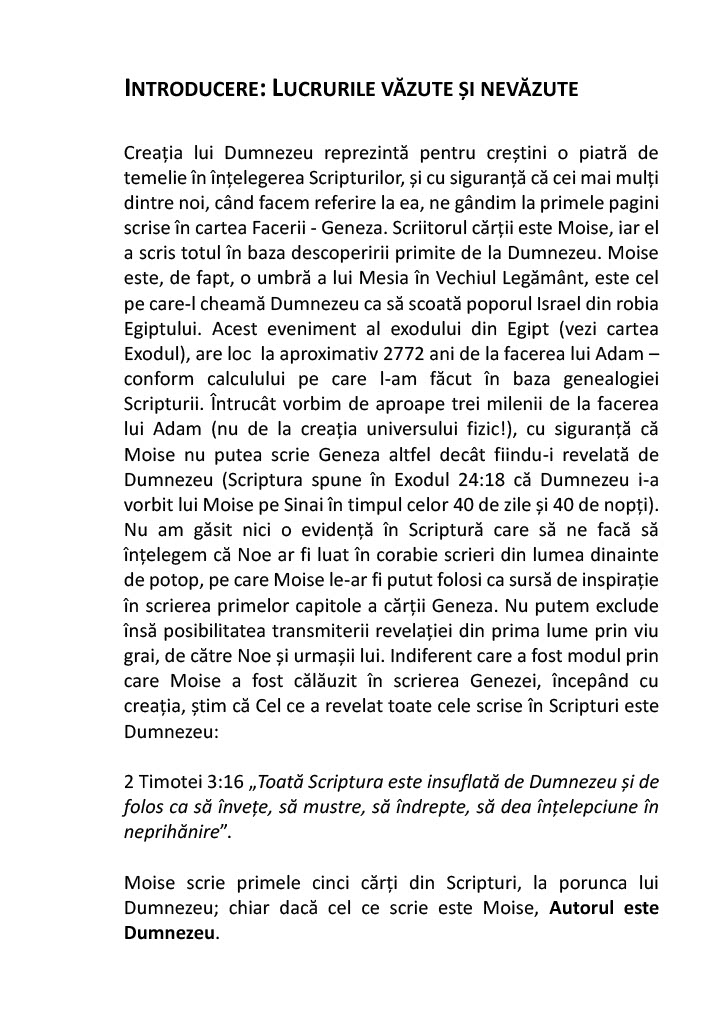 INTRODUCERE: LUCRURILE VĂZUTE ȘI NEVĂZUTE
Creația lui Dumnezeu reprezintă pentru creștini o piatră de
temelie în înțelegerea Scripturilor, și cu siguranță că cei mai mulți
dintre noi, când facem referire la ea, ne gândim la primele pagini
scrise în cartea Facerii - Geneza. Scriitorul cărții este Moise, iar el
a scris totul în baza descoperirii primite de la Dumnezeu. Moise
este, de fapt, o umbră a lui Mesia în Vechiul Legământ, este cel
pe care-l cheamă Dumnezeu ca să scoată poporul Israel din robia
Egiptului. Acest eveniment al exodului din Egipt (vezi cartea
Exodul), are loc  la aproximativ 2772 ani de la facerea lui Adam –
conform calculului pe care l-am făcut în baza genealogiei
Scripturii. Întrucât vorbim de aproape trei milenii de la facerea
lui Adam (nu de la creația universului fizic!), cu siguranță că
Moise nu putea scrie Geneza altfel decât fiindu-i revelată de
Dumnezeu (Scriptura spune în Exodul 24:18 că Dumnezeu i-a
vorbit lui Moise pe Sinai în timpul celor 40 de zile și 40 de nopți).
Nu am găsit nici o evidență în Scriptură care să ne facă să
înțelegem că Noe ar fi luat în corabie scrieri din lumea dinainte
de potop, pe care Moise le-ar fi putut folosi ca sursă de inspirație
în scrierea primelor capitole a cărții Geneza. Nu putem exclude
însă posibilitatea transmiterii revelației din prima lume prin viu
grai, de către Noe și urmașii lui. Indiferent care a fost modul prin
care Moise a fost călăuzit în scrierea Genezei, începând cu
creația, știm că Cel ce a revelat toate cele scrise în Scripturi este
Dumnezeu:
2 Timotei 3:16 „Toată Scriptura este insuflată de Dumnezeu și de
folos ca să învețe, să mustre, să îndrepte, să dea înțelepciune în
neprihănire”.
Moise scrie primele cinci cărți din Scripturi, la porunca lui
Dumnezeu; chiar dacă cel ce scrie este Moise, Autorul este
Dumnezeu.